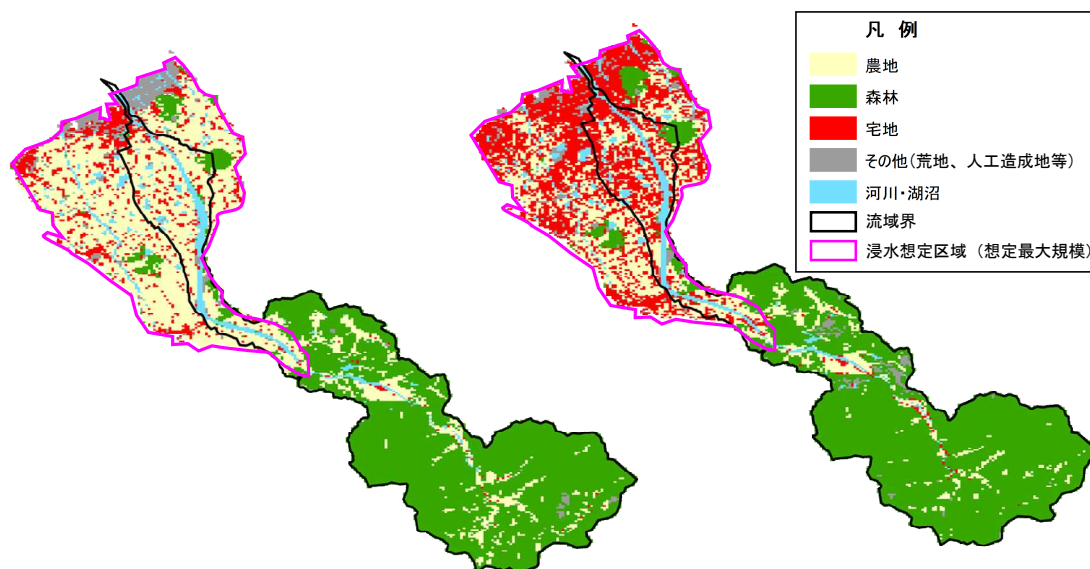 凡 例
農地
森林
宅地
その他(荒地、人工造成地等)
河川・湖沼
流域界
浸水想定区域 (想定最大規模)